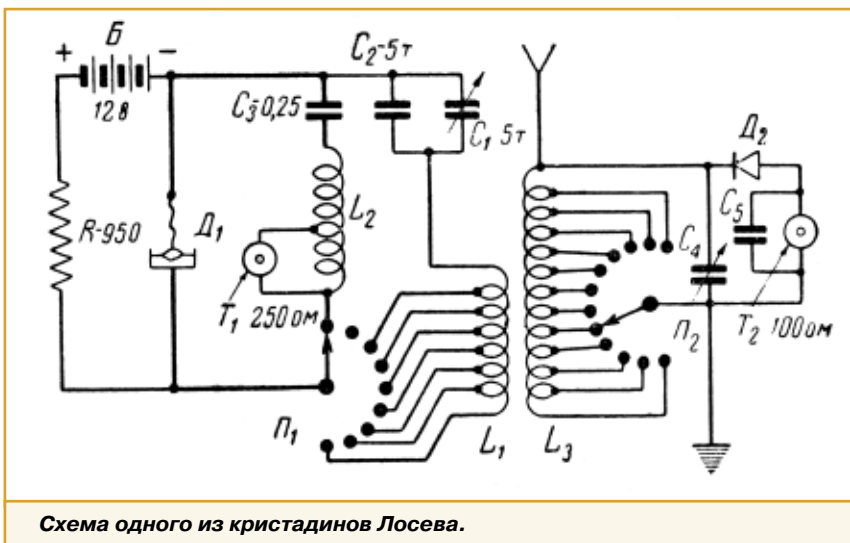 Б
+ −
12в
R-950
Д₁
C₃=0,25
C₂-5т
C₁ 5т
L₂
T₁ 250 ом
П₁
L₁
L₃
C₄
C₅
Д₂
П₂
T₂ 100 ом
Схема одного из кристадинов Лосева.